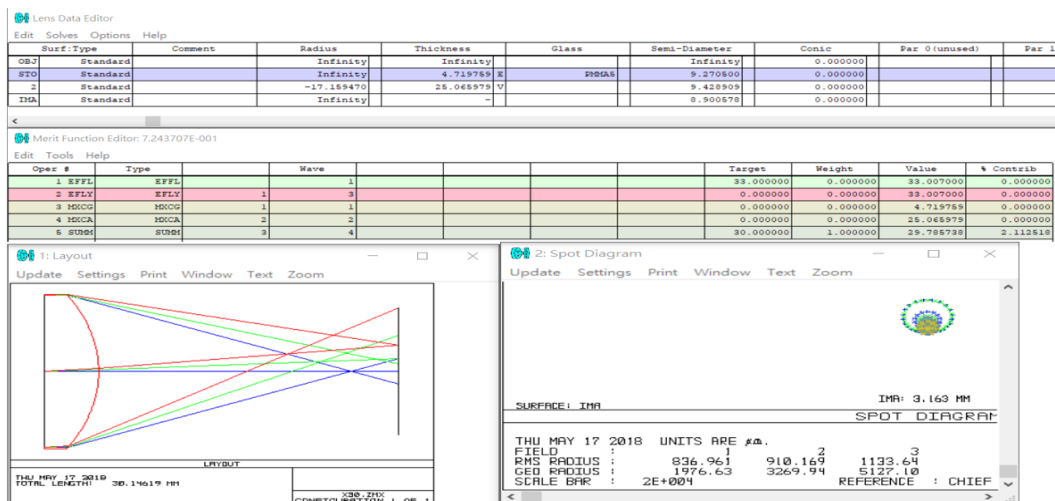 Lens Data Editor
Edit Solves Options Help
Surf:Type Comment Radius Thickness Glass Semi-Diameter Conic Par 0(unused) Par 1
OBJ Standard Infinity Infinity Infinity 0.000000
STO Standard Infinity 4.719759 E PMMAS 9.270500 0.000000
2 Standard -17.159470 25.065979 V 9.428909 0.000000
IMA Standard Infinity - 8.900578 0.000000
Merit Function Editor: 7.243707E-001
Edit Tools Help
Oper # Type Wave Target Weight Value % Contrib
1 EFFL EFFL 1 33.000000 0.000000 33.007000 0.000000
2 EFLY EFLY 1 3 0.000000 0.000000 33.007000 0.000000
3 MXCG MXCG 1 1 0.000000 0.000000 4.719759 0.000000
4 MXCA MXCA 2 2 0.000000 0.000000 25.065979 0.000000
5 SUMM SUMM 3 4 30.000000 1.000000 29.785738 2.112518
1: Layout
Update Settings Print Window Text Zoom
LAYOUT
THU MAY 17 2018
TOTAL LENGTH: 30.14619 MM
X30.ZMX
CONFIGURATION 1 OF 1
2: Spot Diagram
Update Settings Print Window Text Zoom
IMA: 3.163 MM
SURFACE: IMA
SPOT DIAGRAM
THU MAY 17 2018 UNITS ARE µm.
FIELD : 1 2 3
RMS RADIUS : 836.961 910.169 1133.64
GEO RADIUS : 1976.63 3269.94 5127.10
SCALE BAR : 2E+004 REFERENCE : CHIEF